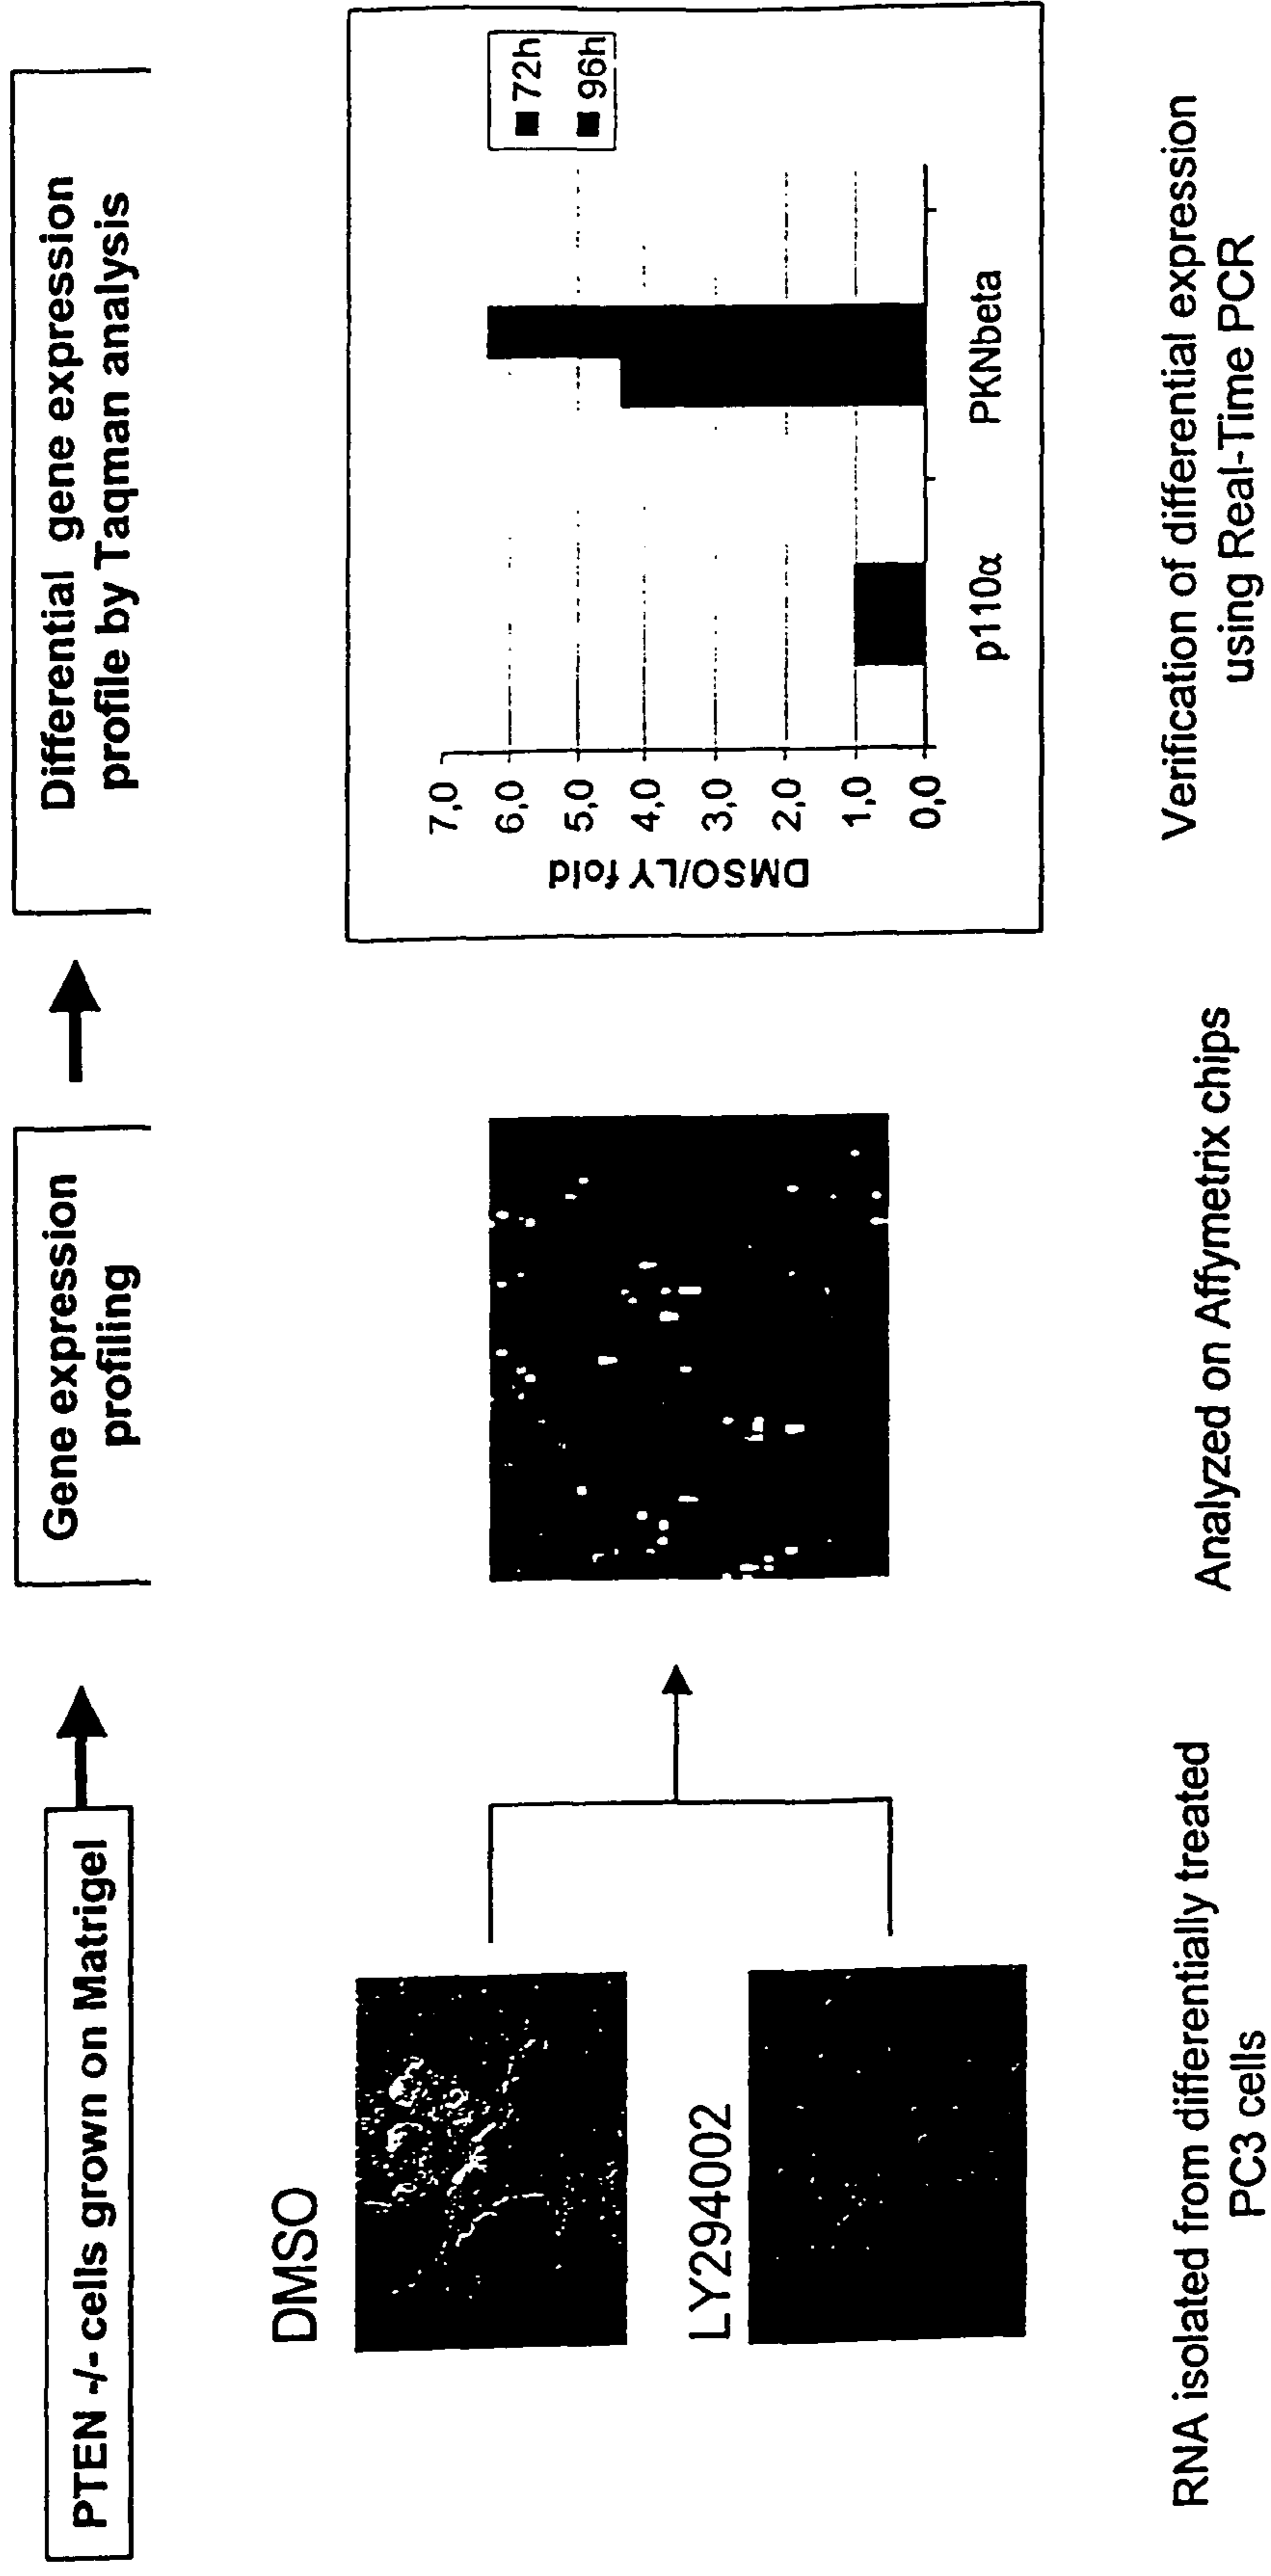 PTEN -/- cells grown on Matrigel
Gene expression
profiling
Differential gene expression
profile by Taqman analysis
DMSO
LY294002
DMSO/LY fold
7,0
6,0
5,0
4,0
3,0
2,0
1,0
0,0
p110α
PKNbeta
72h
96h
RNA isolated from differentially treated
PC3 cells
Analyzed on Affymetrix chips
Verification of differential expression
using Real-Time PCR